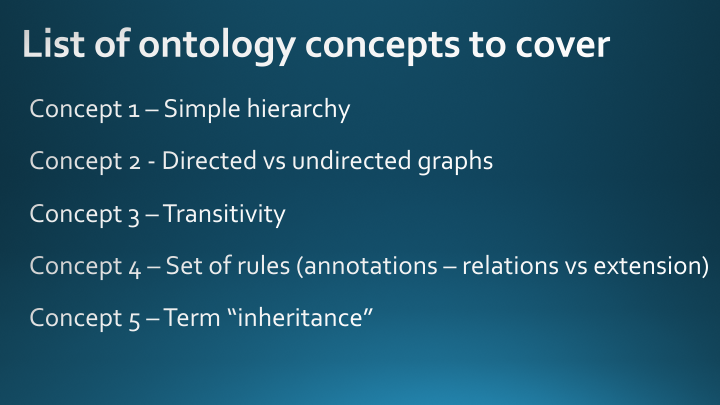 List of ontology concepts to cover
Concept 1 – Simple hierarchy
Concept 2 - Directed vs undirected graphs
Concept 3 – Transitivity
Concept 4 – Set of rules (annotations – relations vs extension)
Concept 5 – Term “inheritance”